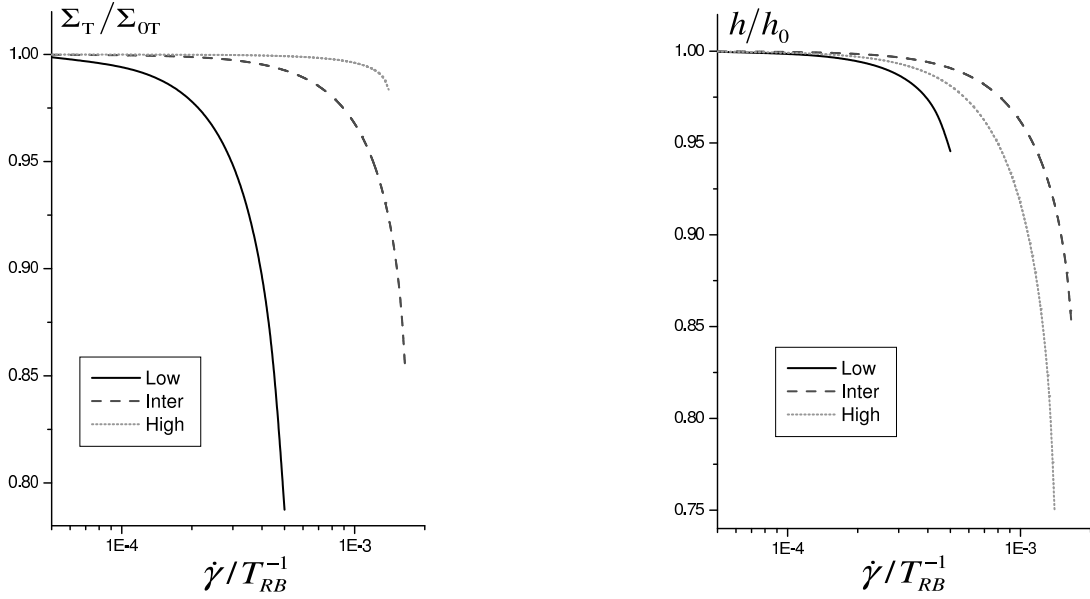 Σ_T/Σ_0T
1.00
0.95
0.90
0.85
0.80
Low
Inter
High
1E-4
1E-3
γ̇/T_RB^-1
h/h_0
1.00
0.95
0.90
0.85
0.80
0.75
Low
Inter
High
1E-4
1E-3
γ̇/T_RB^-1